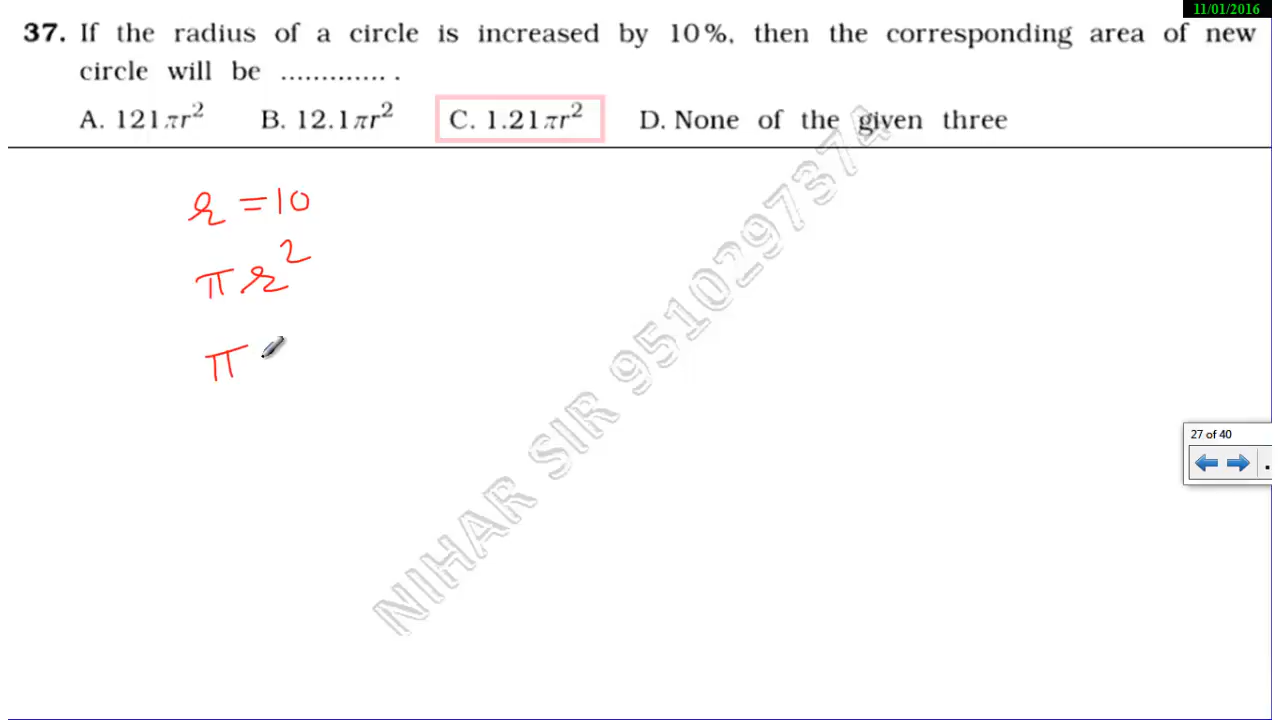 11/01/2016
37. If the radius of a circle is increased by 10%, then the corresponding area of new
circle will be ............. .
A. 121πr² B. 12.1πr² C. 1.21πr² D. None of the given three
r = 10
πr²
π
NIHAR SIR 9510297374
27 of 40